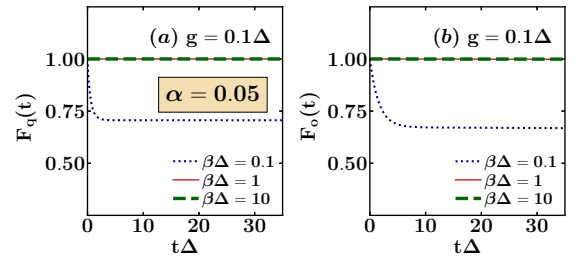 (a) g = 0.1Δ
α = 0.05
F_q(t)
1.00
0.75
0.50
βΔ = 0.1
βΔ = 1
βΔ = 10
0 10 20 30
tΔ
(b) g = 0.1Δ
F_o(t)
1.00
0.75
0.50
βΔ = 0.1
βΔ = 1
βΔ = 10
0 10 20 30
tΔ